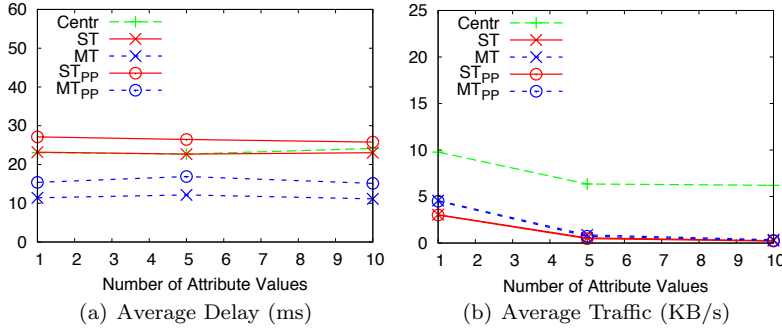 60
50
40
30
20
10
0
Centr
ST
MT
ST_PP
MT_PP
1 2 3 4 5 6 7 8 9 10
Number of Attribute Values
(a) Average Delay (ms)
25
20
15
10
5
0
Centr
ST
MT
ST_PP
MT_PP
1 2 3 4 5 6 7 8 9 10
Number of Attribute Values
(b) Average Traffic (KB/s)